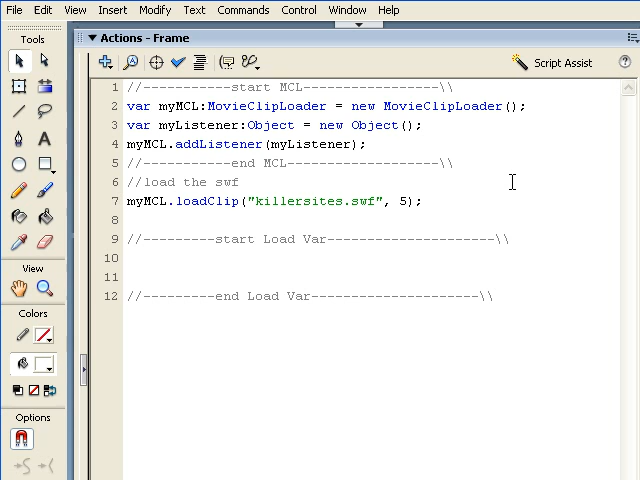 File Edit View Insert Modify Text Commands Control Window Help
Tools
Actions - Frame
Script Assist
1 //-----------start MCL-----------------\\
2 var myMCL:MovieClipLoader = new MovieClipLoader();
3 var myListener:Object = new Object();
4 myMCL.addListener(myListener);
5 //-----------end MCL-------------------\\
6 //load the swf
7 myMCL.loadClip("killersites.swf", 5);
8
9 //---------start Load Var---------------------\\
10
11
12 //---------end Load Var---------------------\\
A
View
Colors
Options